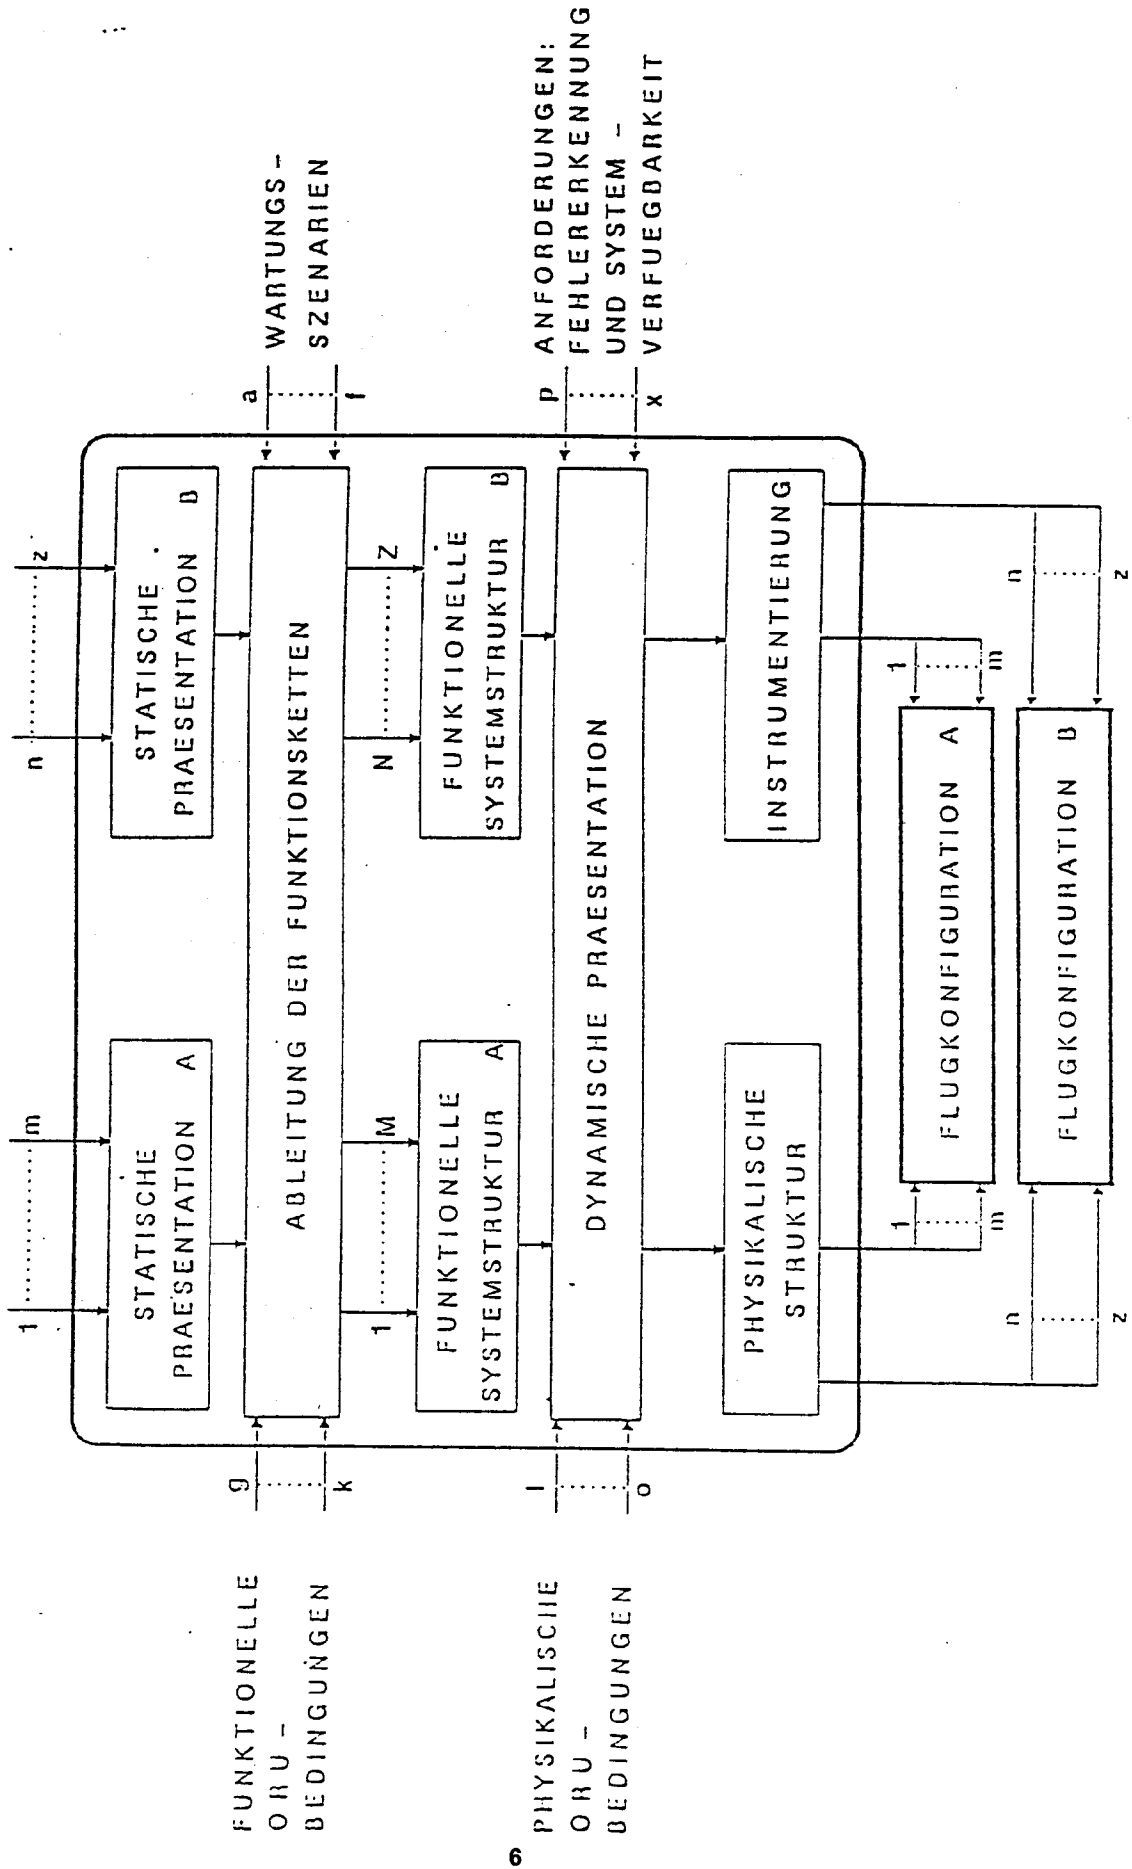 1 m n z
STATISCHE
PRAESENTATION A
STATISCHE
PRAESENTATION B
FUNKTIONELLE
ORU -
BEDINGUNGEN
g
k
ABLEITUNG DER FUNKTIONSKETTEN
a
f
WARTUNGS-
SZENARIEN
1 M N Z
FUNKTIONELLE
SYSTEMSTRUKTUR A
FUNKTIONELLE
SYSTEMSTRUKTUR B
PHYSIKALISCHE
ORU -
BEDINGUNGEN
l
o
DYNAMISCHE PRAESENTATION
p
x
ANFORDERUNGEN:
FEHLERERKENNUNG
UND SYSTEM -
VERFUEGBARKEIT
PHYSIKALISCHE
STRUKTUR
INSTRUMENTIERUNG
1
m
FLUGKONFIGURATION A
1
m
n
z
FLUGKONFIGURATION B
n
z
6